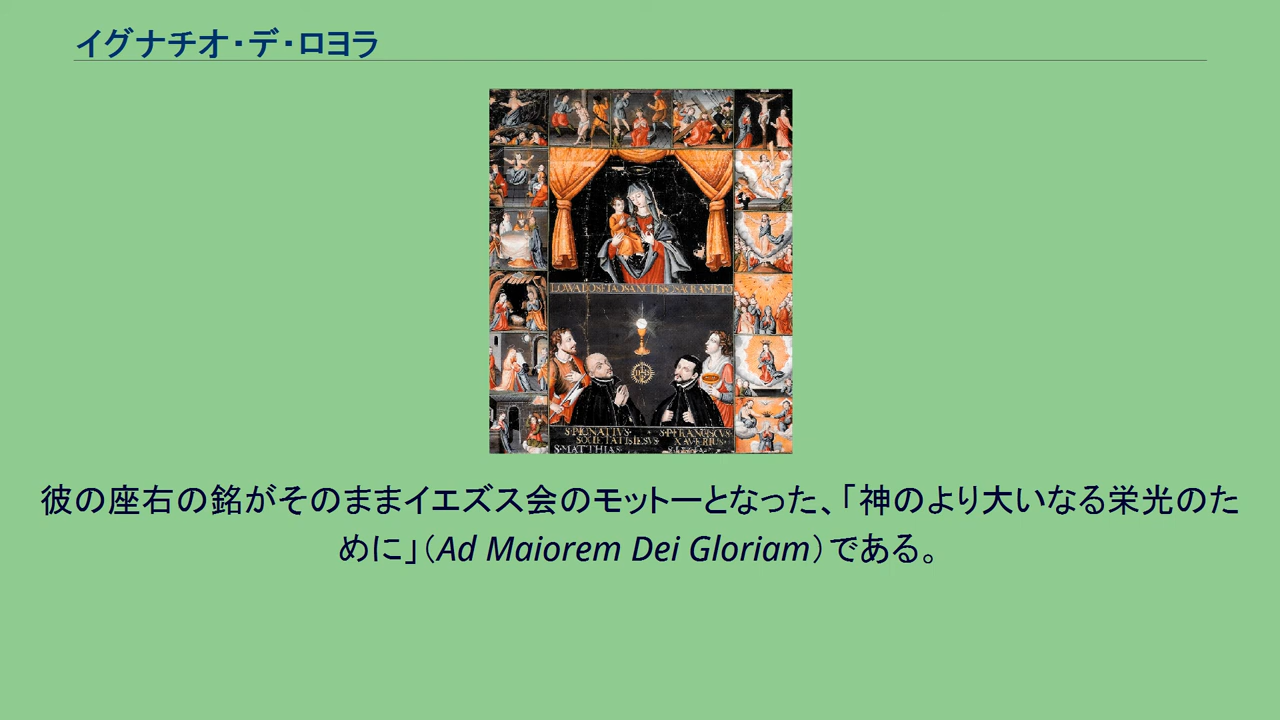 イグナチオ・デ・ロヨラ
S·MATTHIAS
彼の座右の銘がそのままイエズス会のモットーとなった、「神のより大いなる栄光のた
めに」（Ad Maiorem Dei Gloriam）である。